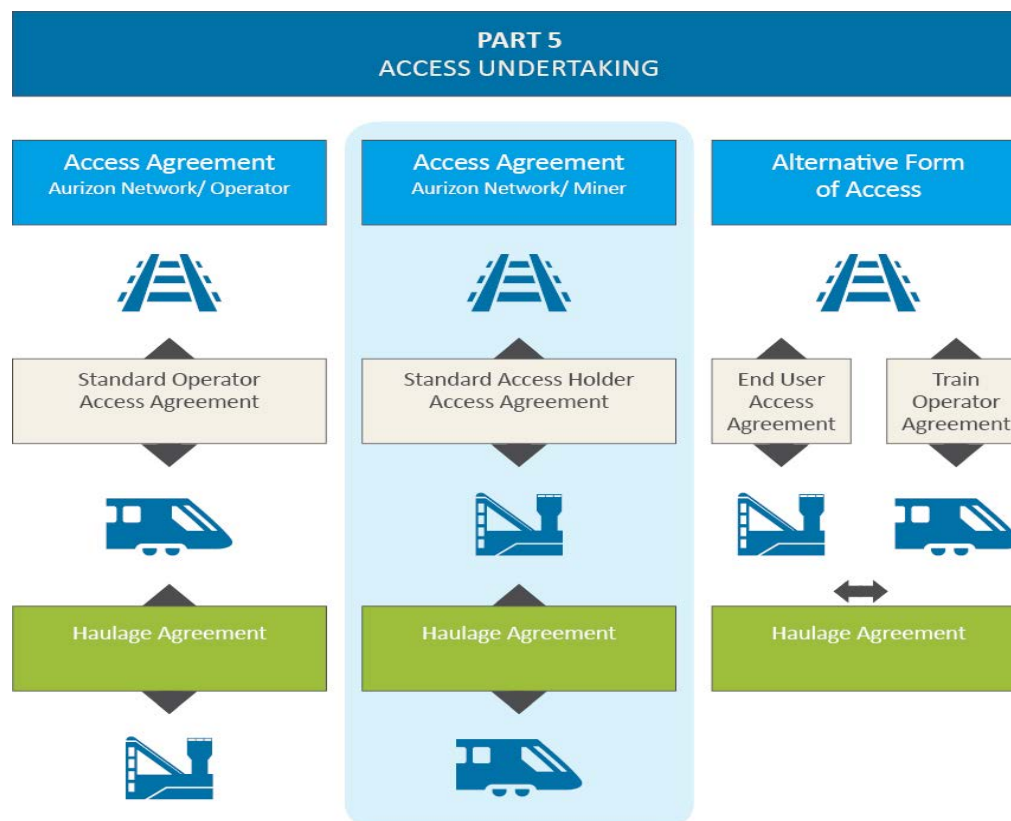 PART 5
ACCESS UNDERTAKING
Access Agreement
Aurizon Network/ Operator
Access Agreement
Aurizon Network/ Miner
Alternative Form
of Access
Standard Operator
Access Agreement
Standard Access Holder
Access Agreement
End User
Access
Agreement
Train
Operator
Agreement
Haulage Agreement
Haulage Agreement
Haulage Agreement